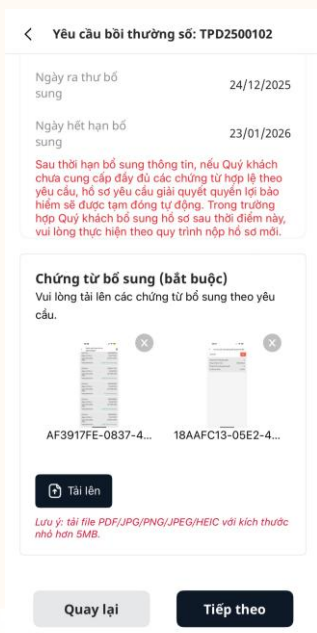 Yêu cầu bồi thường số: TPD2500102
Ngày ra thư bổ
sung
24/12/2025
Ngày hết hạn bổ
sung
23/01/2026
Sau thời hạn bổ sung thông tin, nếu Quý khách
chưa cung cấp đầy đủ các chứng từ hợp lệ theo
yêu cầu, hồ sơ yêu cầu giải quyết quyền lợi bảo
hiểm sẽ được tạm đóng tự động. Trong trường
hợp Quý khách bổ sung hồ sơ sau thời điểm này,
vui lòng thực hiện theo quy trình nộp hồ sơ mới.
Chứng từ bổ sung (bắt buộc)
Vui lòng tải lên các chứng từ bổ sung theo yêu
cầu.
AF3917FE-0837-4...
18AAFC13-05E2-4...
Tải lên
Lưu ý: tải file PDF/JPG/PNG/JPEG/HEIC với kích thước
nhỏ hơn 5MB.
Quay lại
Tiếp theo